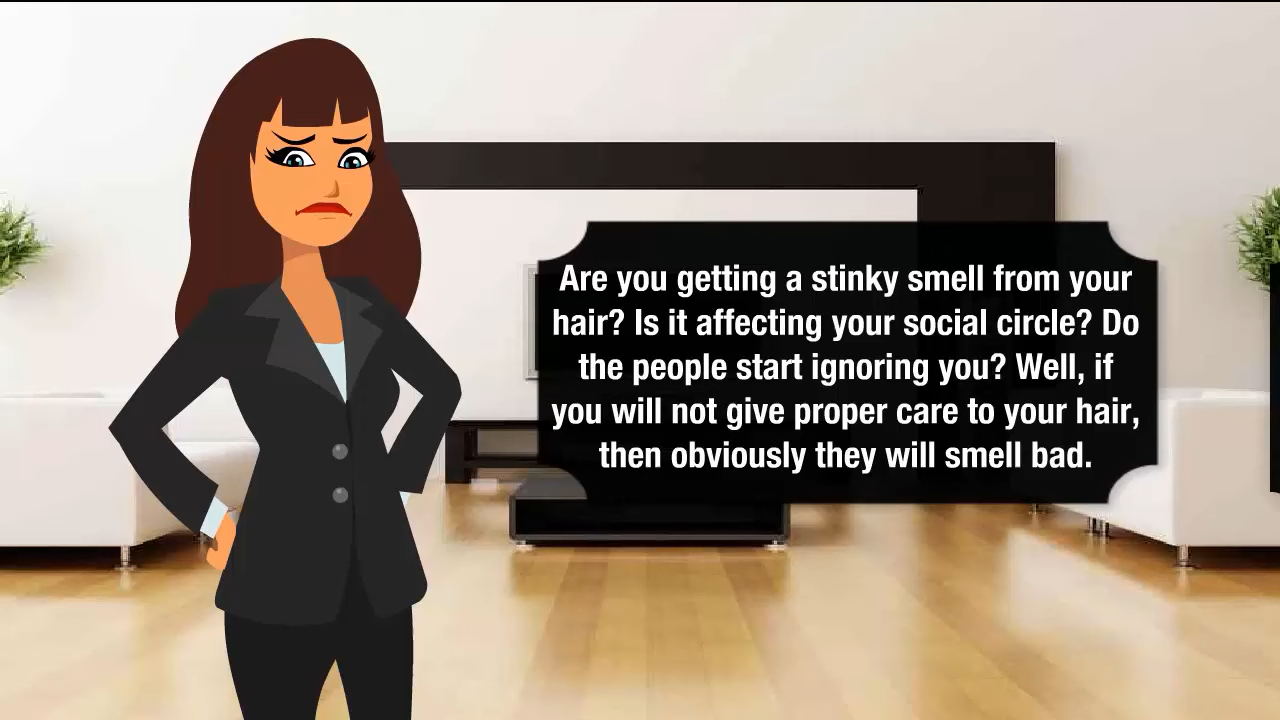 Are you getting a stinky smell from your
hair? Is it affecting your social circle? Do
the people start ignoring you? Well, if
you will not give proper care to your hair,
then obviously they will smell bad.